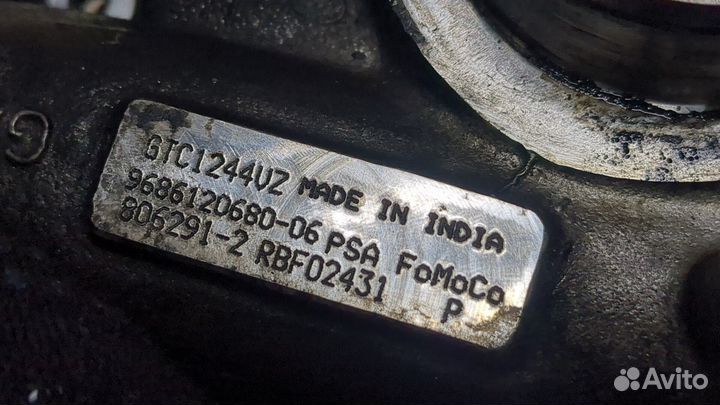 GTC1244VZ MADE IN INDIA
9686120680-06 PSA FoMoCo
806291-2 RBF02431 P
Avito